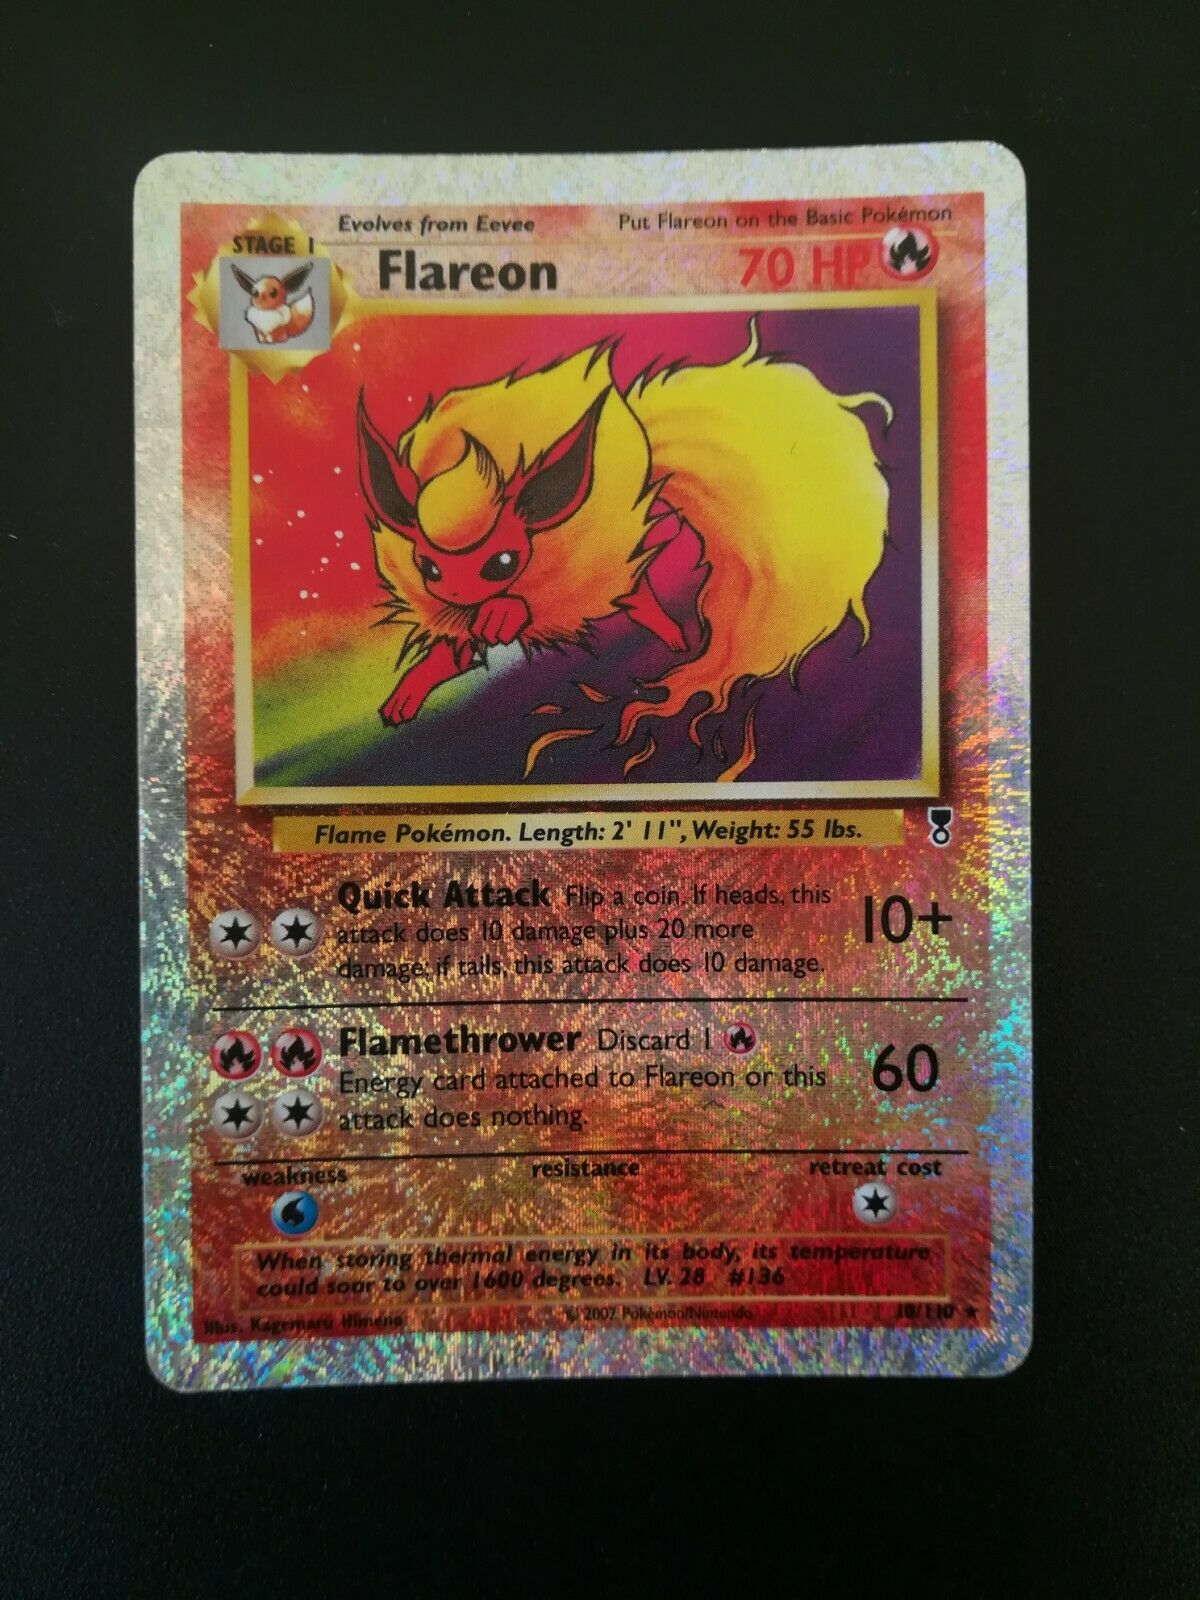 Evolves from Eevee Put Flareon on the Basic Pokémon
STAGE 1
Flareon 70 HP
Flame Pokémon. Length: 2' 11", Weight: 55 lbs.
Quick Attack Flip a coin. If heads, this
attack does 10 damage plus 20 more
damage; if tails, this attack does 10 damage.
10+
Flamethrower Discard 1
Energy card attached to Flareon or this
attack does nothing.
60
weakness resistance retreat cost
When storing thermal energy in its body, its temperature
could soar to over 1600 degrees. LV. 28 #136
Illus. Kagemaru Himeno © 2002 Pokémon/Nintendo 10/110 ★